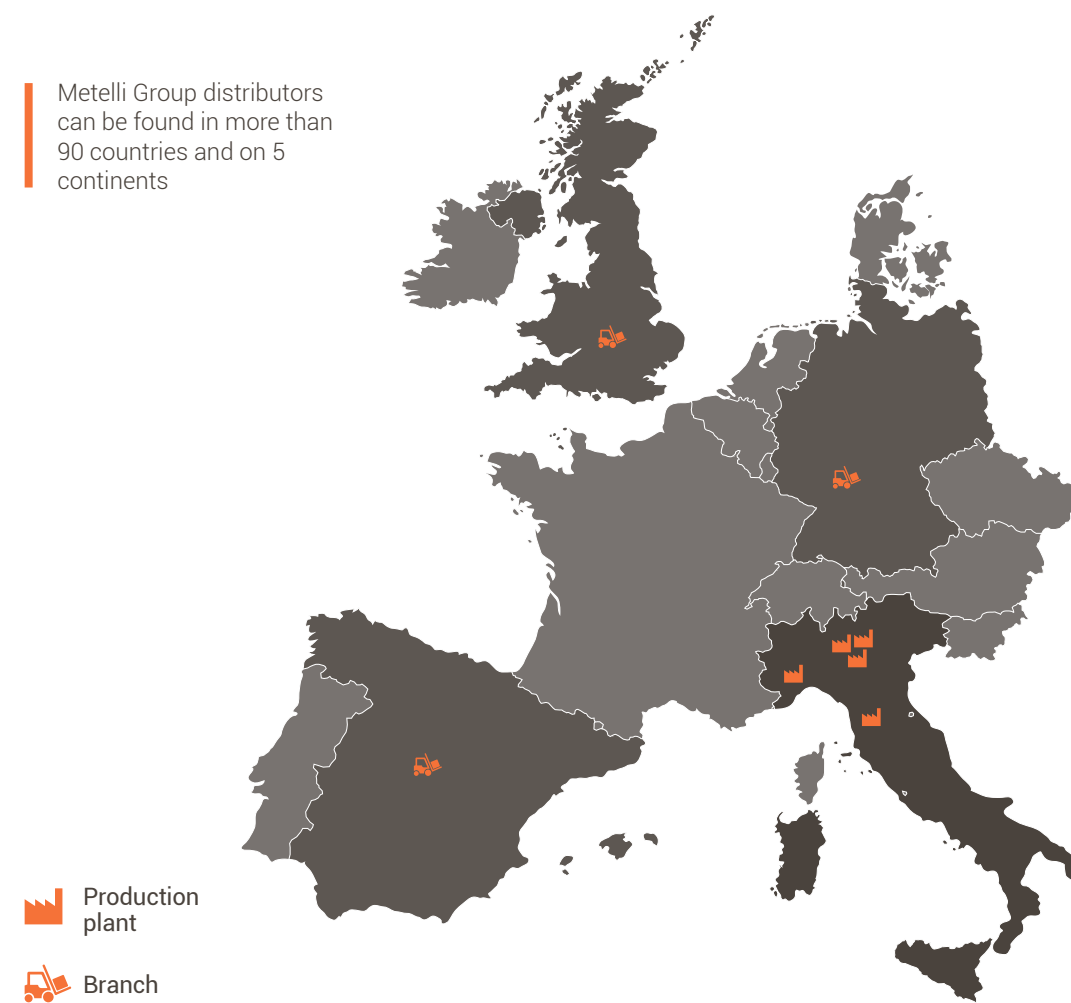 Metelli Group distributors
can be found in more than
90 countries and on 5
continents
Production
plant
Branch